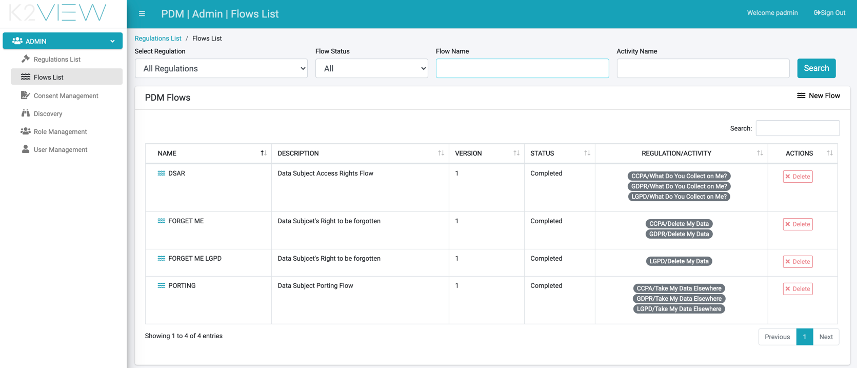 K2VIEW
PDM | Admin | Flows List
Welcome padmin
Sign Out
ADMIN
Regulations List
Flows List
Consent Management
Discovery
Role Management
User Management
Regulations List / Flows List
Select Regulation
Flow Status
Flow Name
Activity Name
All Regulations
All
Search
PDM Flows
New Flow
Search:
NAME DESCRIPTION VERSION STATUS REGULATION/ACTIVITY ACTIONS
DSAR Data Subject Access Rights Flow 1 Completed CCPA/What Do You Collect on Me? Delete
GDPR/What Do You Collect on Me?
LGPD/What Do You Collect on Me?
FORGET ME Data Subjcet's Right to be forgotten 1 Completed CCPA/Delete My Data Delete
GDPR/Delete My Data
FORGET ME LGPD Data Subjcet's Right to be forgotten 1 Completed LGPD/Delete My Data Delete
PORTING Data Subject Porting Flow 1 Completed CCPA/Take My Data Elsewhere Delete
GDPR/Take My Data Elsewhere
LGPD/Take My Data Elsewhere
Showing 1 to 4 of 4 entries
Previous 1 Next